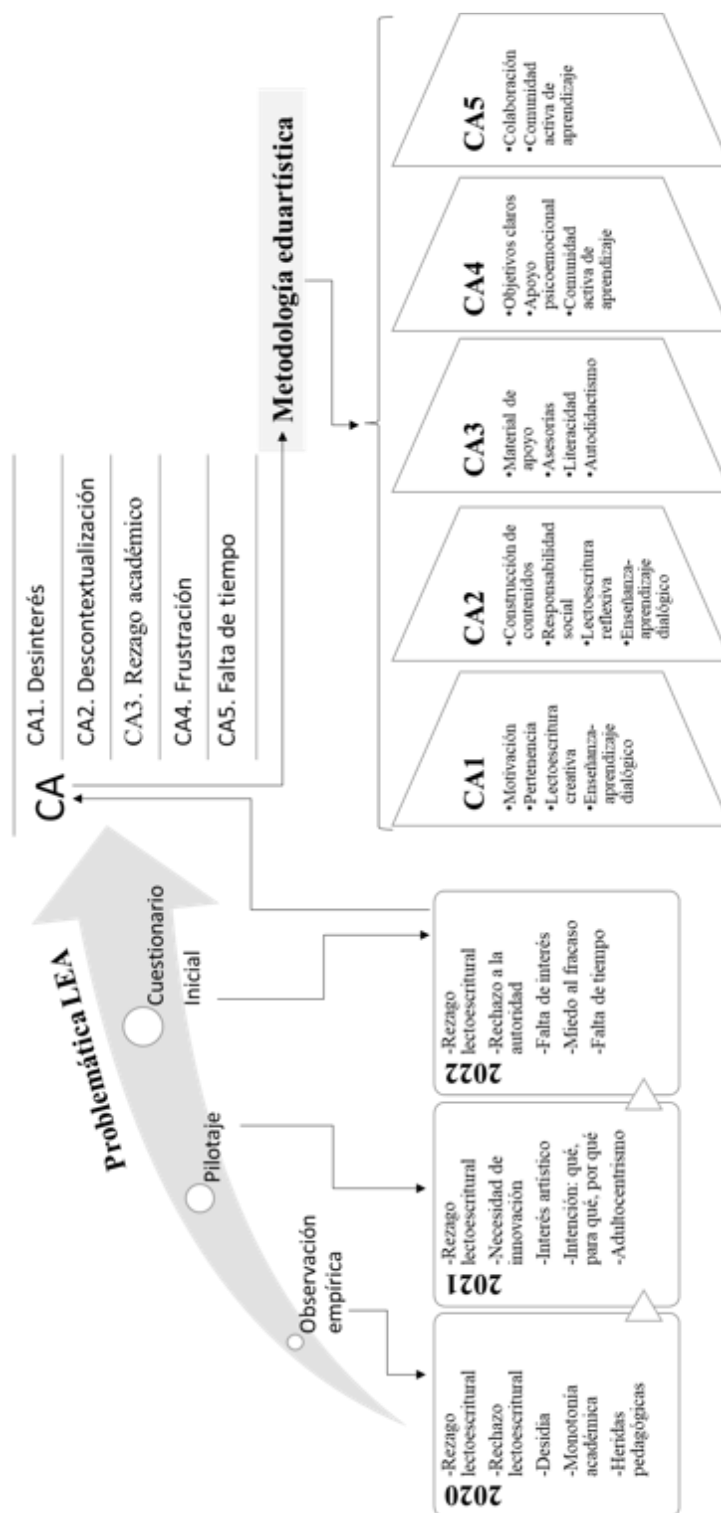 Problemática LEA
Observación
empírica
Pilotaje
Cuestionario
Inicial
2020
-Rezago
lectoescritural
-Rechazo
lectoescritural
-Desidia
-Monotonía
académica
-Heridas
pedagógicas
2021
-Rezago
lectoescritural
-Necesidad de
innovación
-Interés artístico
-Intención: qué,
para qué, por qué
-Adultocentrismo
2022
-Rezago
lectoescritural
-Rechazo a la
autoridad
-Falta de interés
-Miedo al fracaso
-Falta de tiempo
CA
CA1. Desinterés
CA2. Descontextualización
CA3. Rezago académico
CA4. Frustración
CA5. Falta de tiempo
Metodología eduartística
CA1
•Motivación
•Pertenencia
•Lectoescritura
creativa
•Enseñanza-
aprendizaje
dialógico
CA2
•Construcción de
contenidos
•Responsabilidad
social
•Lectoescritura
reflexiva
•Enseñanza-
aprendizaje
dialógico
CA3
•Material de
apoyo
•Asesorías
•Literacidad
•Autodidactismo
CA4
•Objetivos claros
•Apoyo
psicoemocional
•Comunidad
activa de
aprendizaje
CA5
•Colaboración
•Comunidad
activa de
aprendizaje